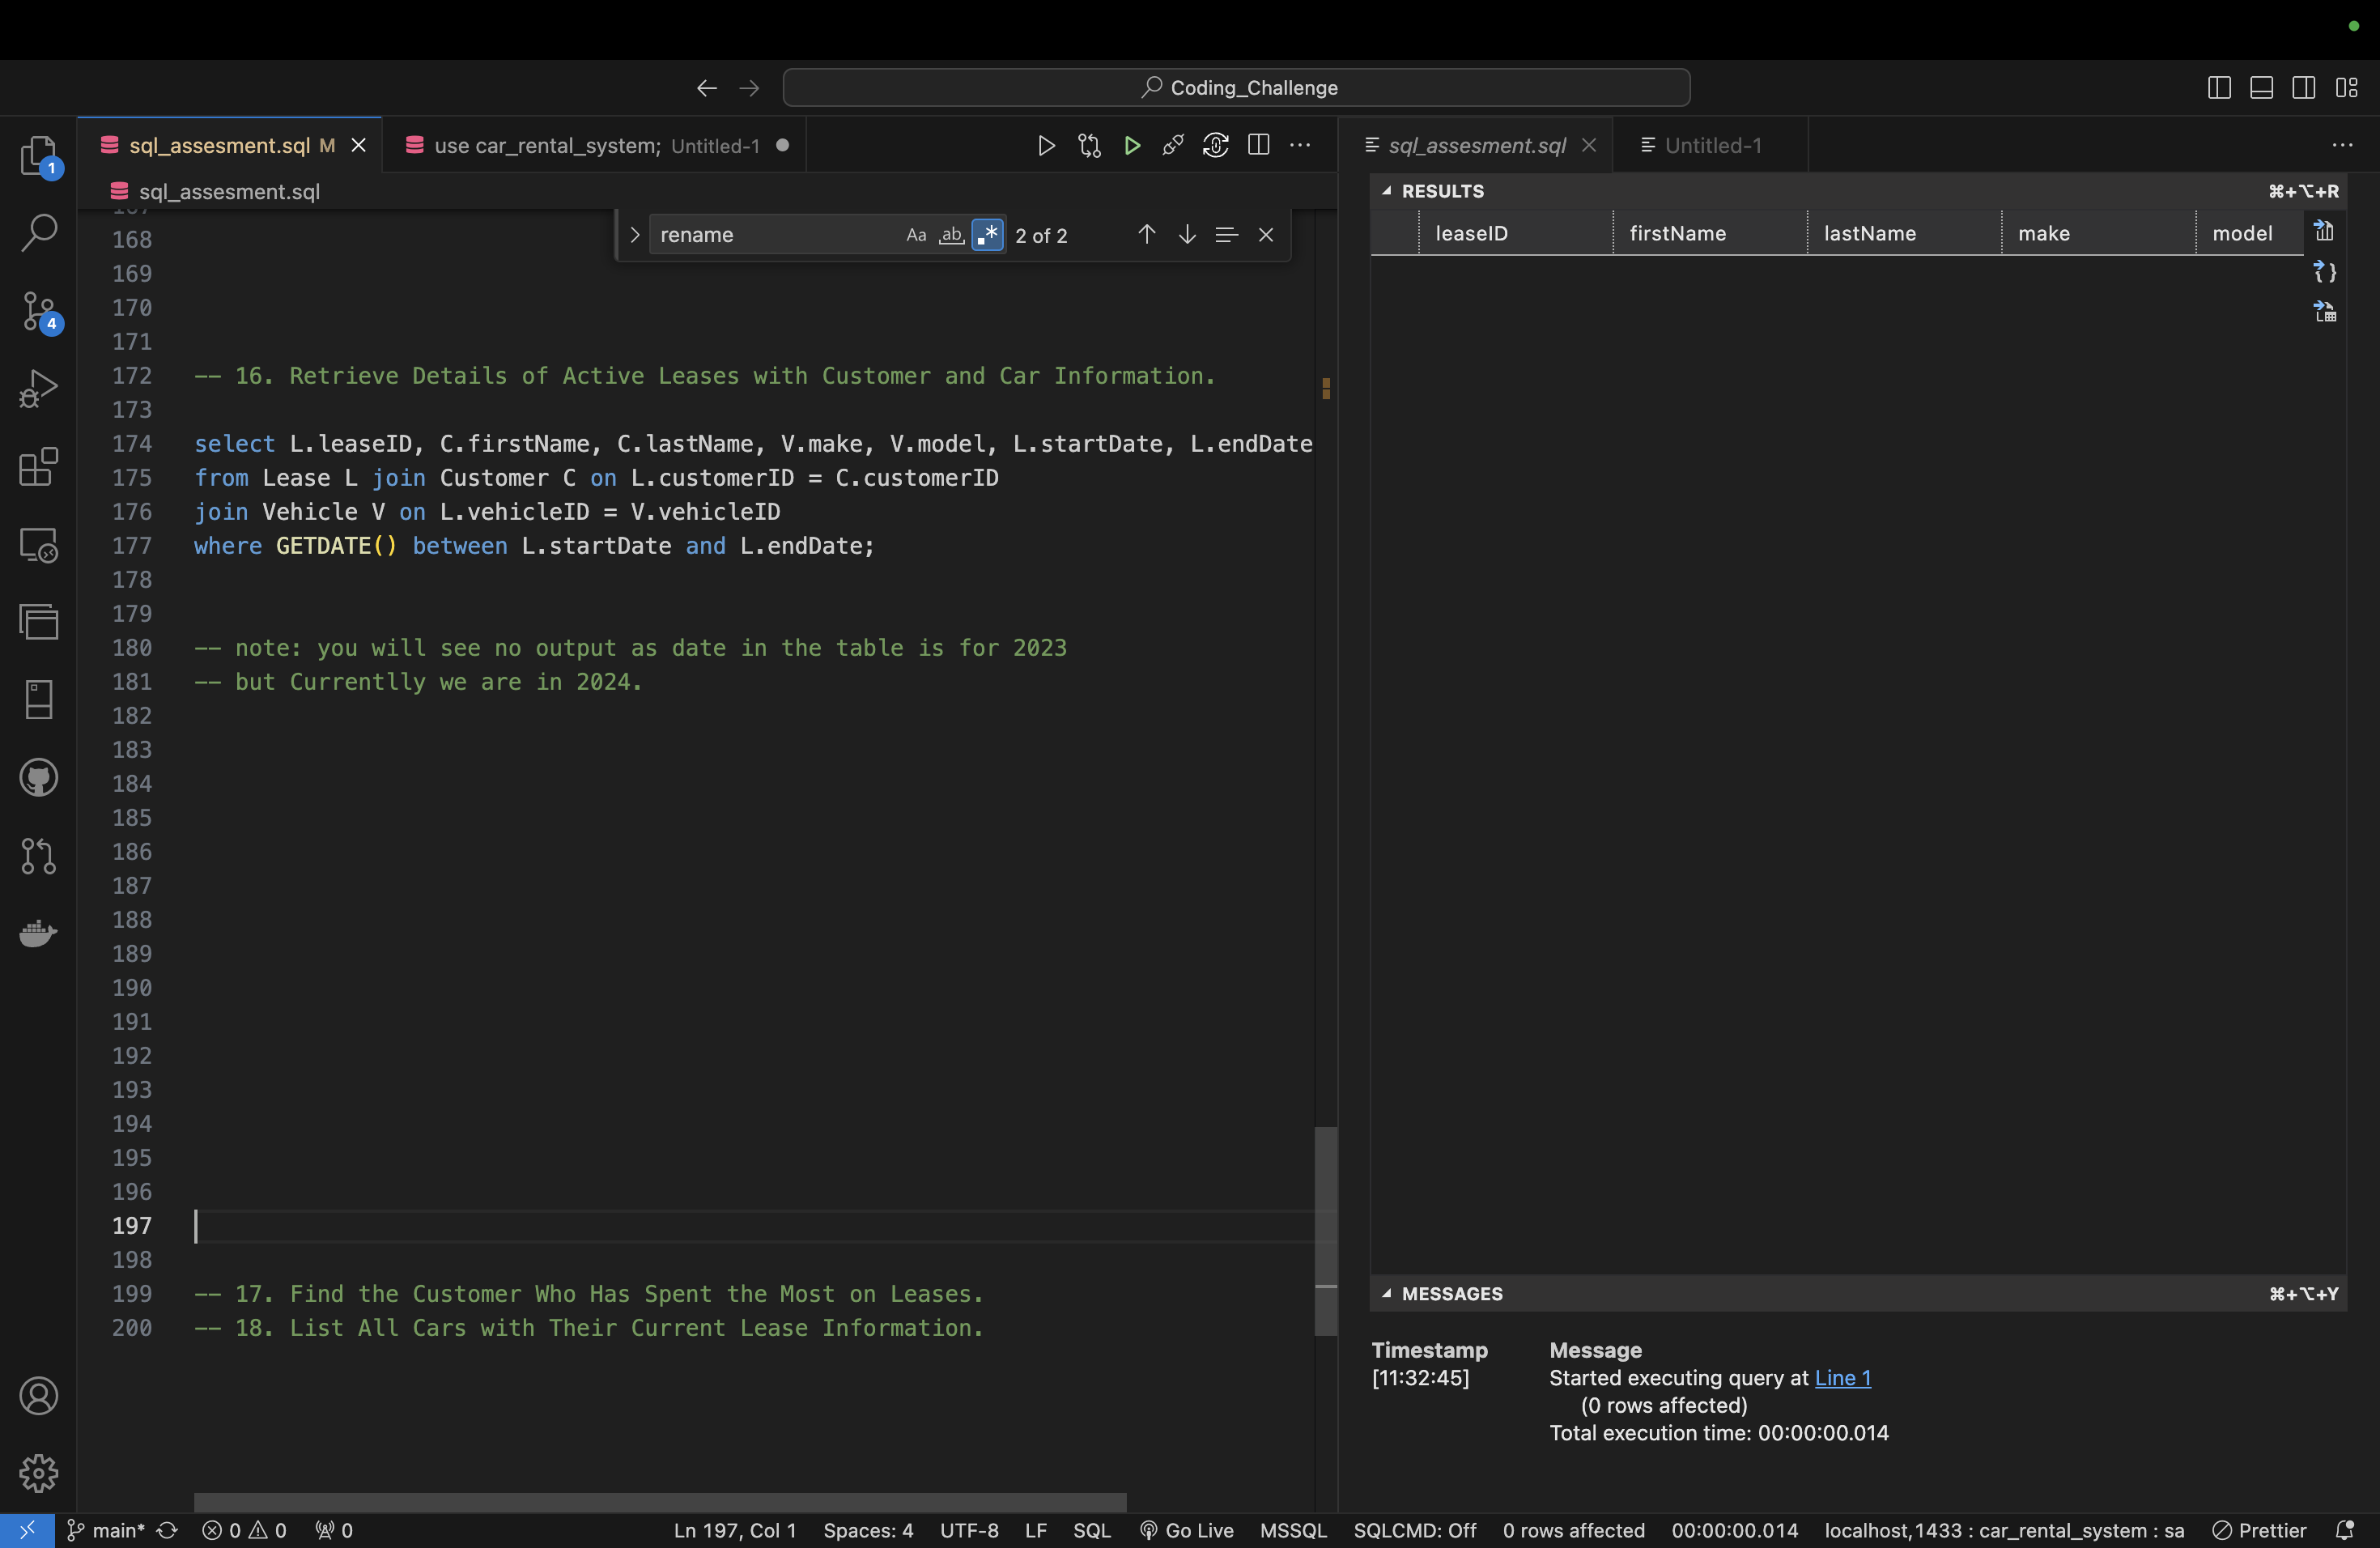 Coding_Challenge
sql_assesment.sql M
use car_rental_system; Untitled-1
sql_assesment.sql
Untitled-1
1
4
sql_assesment.sql
rename Aa ab .* 2 of 2
168
169
170
171
172 -- 16. Retrieve Details of Active Leases with Customer and Car Information.
173
174 select L.leaseID, C.firstName, C.lastName, V.make, V.model, L.startDate, L.endDate
175 from Lease L join Customer C on L.customerID = C.customerID
176 join Vehicle V on L.vehicleID = V.vehicleID
177 where GETDATE() between L.startDate and L.endDate;
178
179
180 -- note: you will see no output as date in the table is for 2023
181 -- but Currentlly we are in 2024.
182
183
184
185
186
187
188
189
190
191
192
193
194
195
196
197
198
199 -- 17. Find the Customer Who Has Spent the Most on Leases.
200 -- 18. List All Cars with Their Current Lease Information.
RESULTS ⌘+⌥+R
leaseID firstName lastName make model
MESSAGES ⌘+⌥+Y
Timestamp Message
[11:32:45] Started executing query at Line 1
(0 rows affected)
Total execution time: 00:00:00.014
main* 0 0 0 Ln 197, Col 1 Spaces: 4 UTF-8 LF SQL Go Live MSSQL SQLCMD: Off 0 rows affected 00:00:00.014 localhost,1433 : car_rental_system : sa Prettier